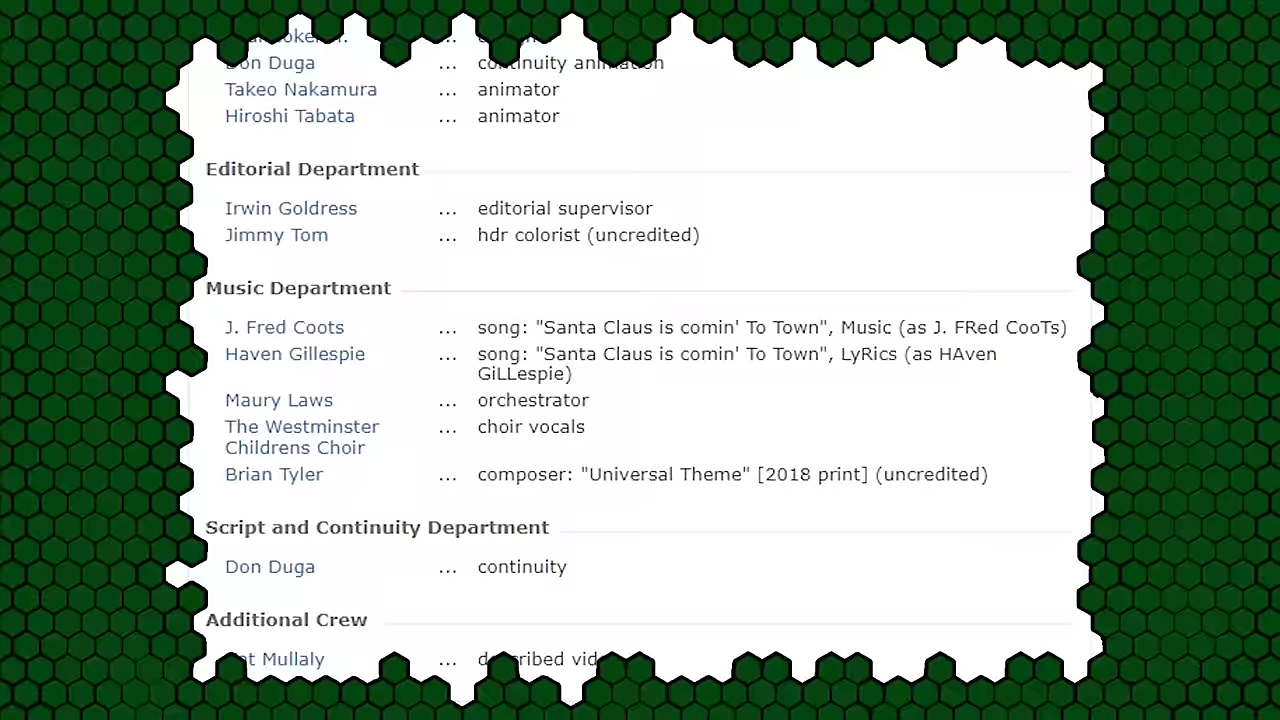 Don Duga ... continuity animation
Takeo Nakamura ... animator
Hiroshi Tabata ... animator
Editorial Department
Irwin Goldress ... editorial supervisor
Jimmy Tom ... hdr colorist (uncredited)
Music Department
J. Fred Coots ... song: "Santa Claus is comin' To Town", Music (as J. FRed CooTs)
Haven Gillespie ... song: "Santa Claus is comin' To Town", LyRics (as HAven
GiLLespie)
Maury Laws ... orchestrator
The Westminster ... choir vocals
Childrens Choir
Brian Tyler ... composer: "Universal Theme" [2018 print] (uncredited)
Script and Continuity Department
Don Duga ... continuity
Additional Crew
Mullaly ... described